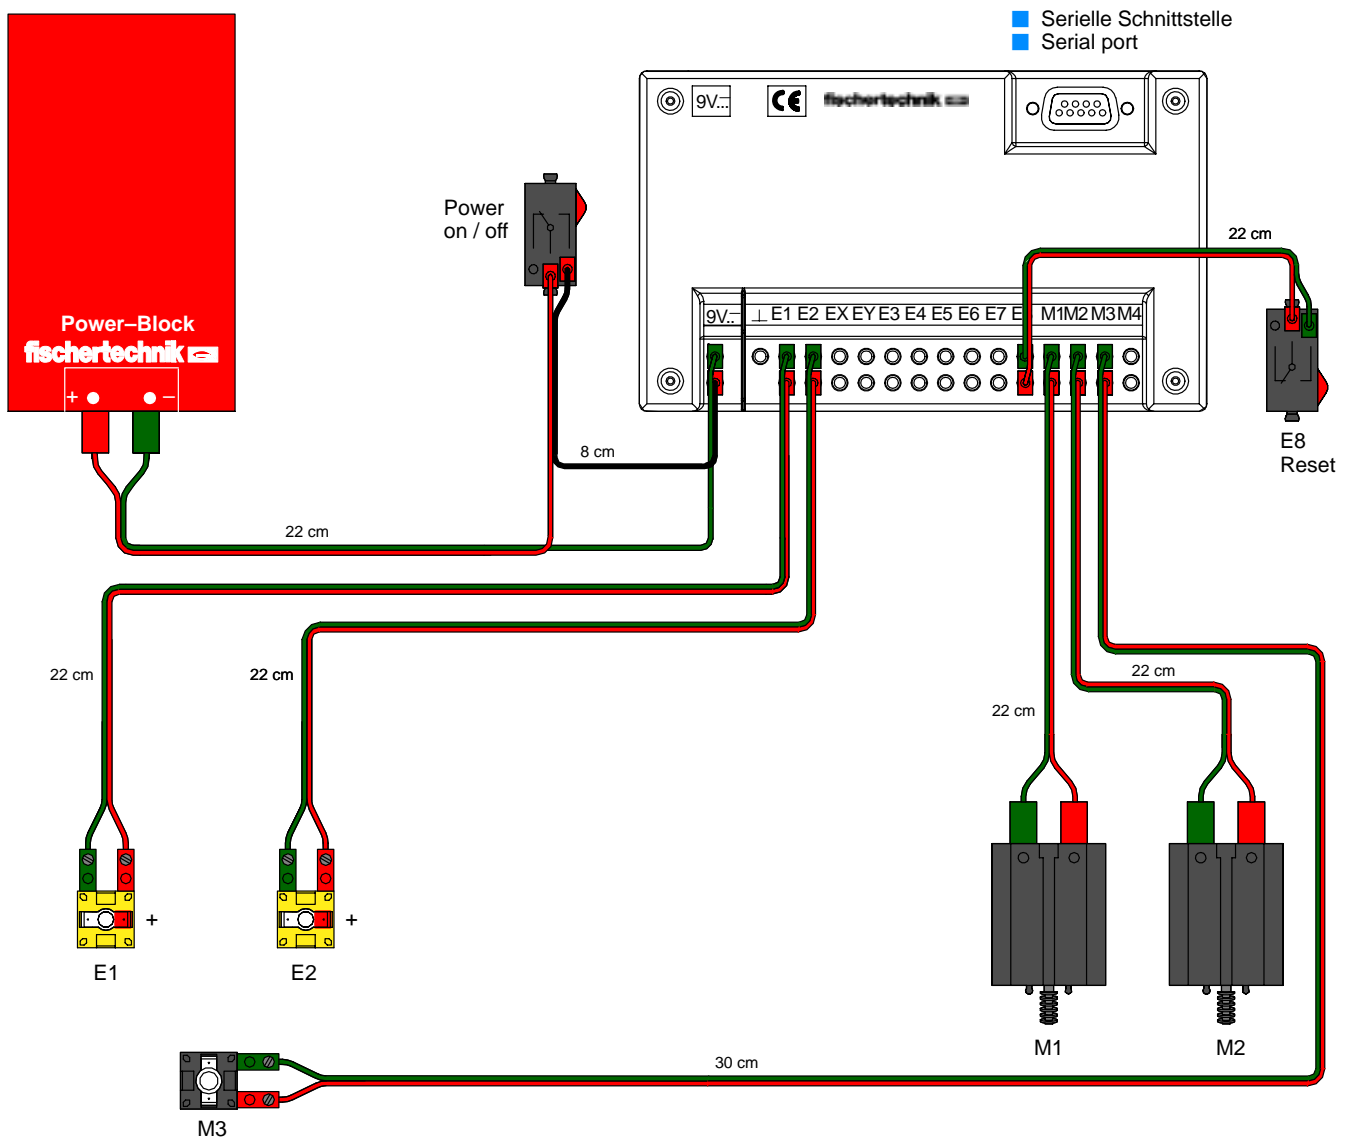 Serielle Schnittstelle
Serial port
9V
CE
fischertechnik
Power
on / off
22 cm
9V ⊥ E1 E2 EX EY E3 E4 E5 E6 E7 M1 M2 M3 M4
Power–Block
fischertechnik
+ –
E8
Reset
8 cm
22 cm
22 cm
22 cm
22 cm
22 cm
+
+
E1
E2
M1
M2
30 cm
M3